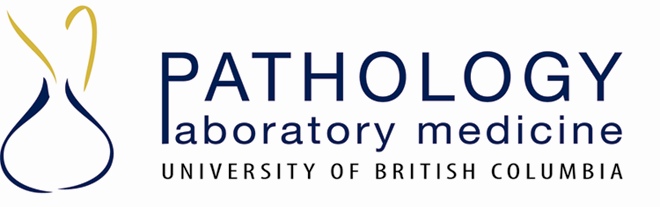 PATHOLOGY
laboratory medicine
UNIVERSITY OF BRITISH COLUMBIA